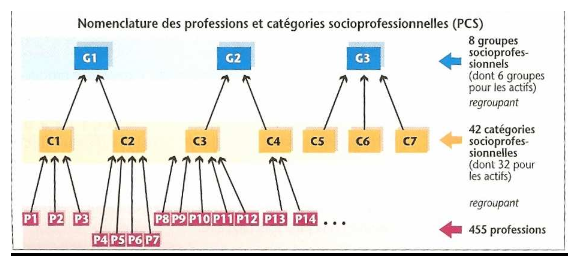 Nomenclature des professions et catégories socioprofessionnelles (PCS)
G1 G2 G3
8 groupes
socioprofes-
sionnels
(dont 6 groupes
pour les actifs)
regroupant
C1 C2 C3 C4 C5 C6 C7
42 catégories
socioprofes-
sionnelles
(dont 32 pour
les actifs)
regroupant
P1 P2 P3 P8 P9 P10 P11 P12 P13 P14 ...
P4 P5 P6 P7
455 professions